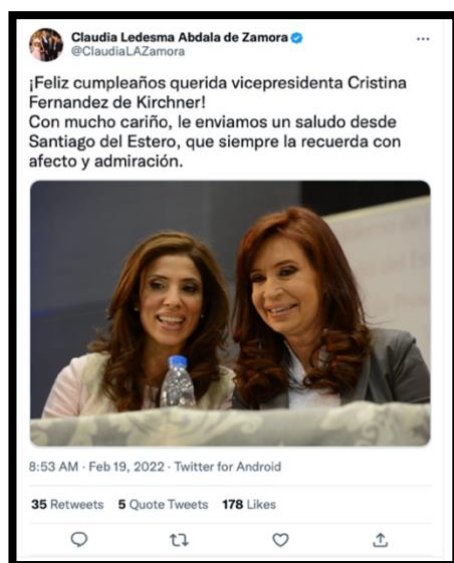 Claudia Ledesma Abdala de Zamora
@ClaudiaLAZamora
¡Feliz cumpleaños querida vicepresidenta Cristina
Fernandez de Kirchner!
Con mucho cariño, le enviamos un saludo desde
Santiago del Estero, que siempre la recuerda con
afecto y admiración.
8:53 AM · Feb 19, 2022 · Twitter for Android
35 Retweets 5 Quote Tweets 178 Likes